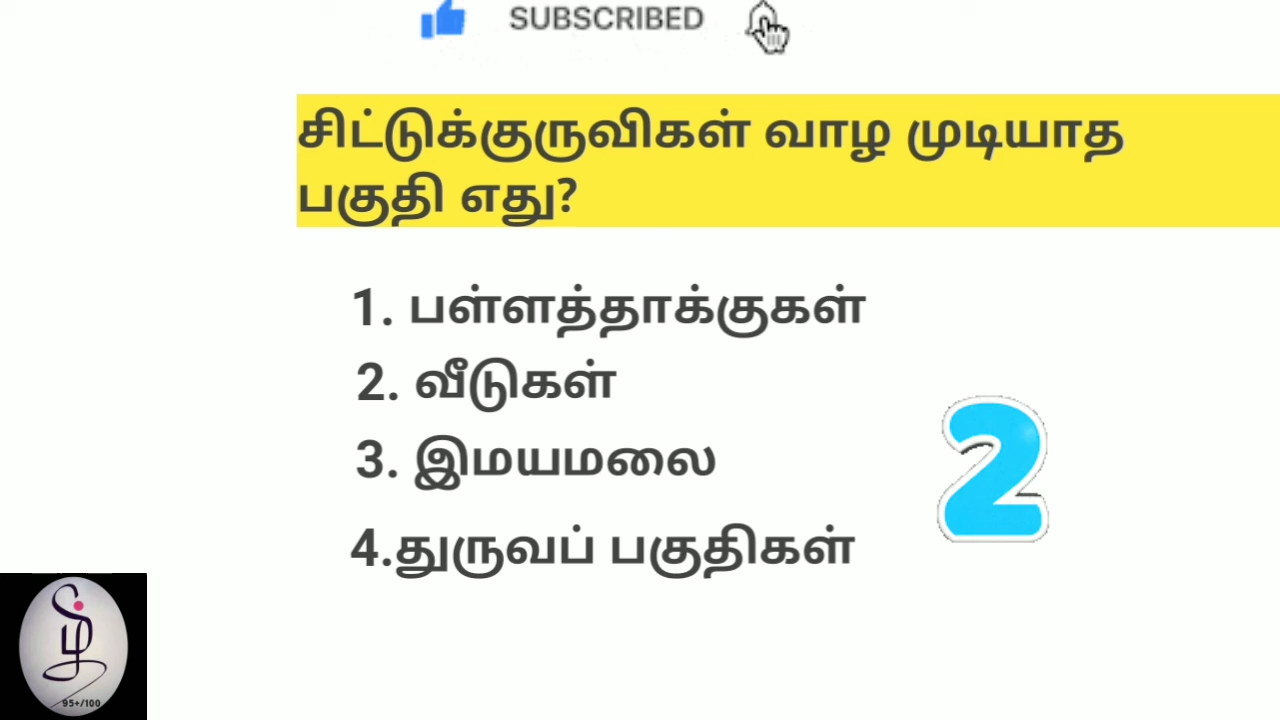 SUBSCRIBED
சிட்டுக்குருவிகள் வாழ முடியாத
பகுதி எது?
1. பள்ளத்தாக்குகள்
2. வீடுகள்
3. இமயமலை
2
4.துருவப் பகுதிகள்
தமிழ்
95+/100